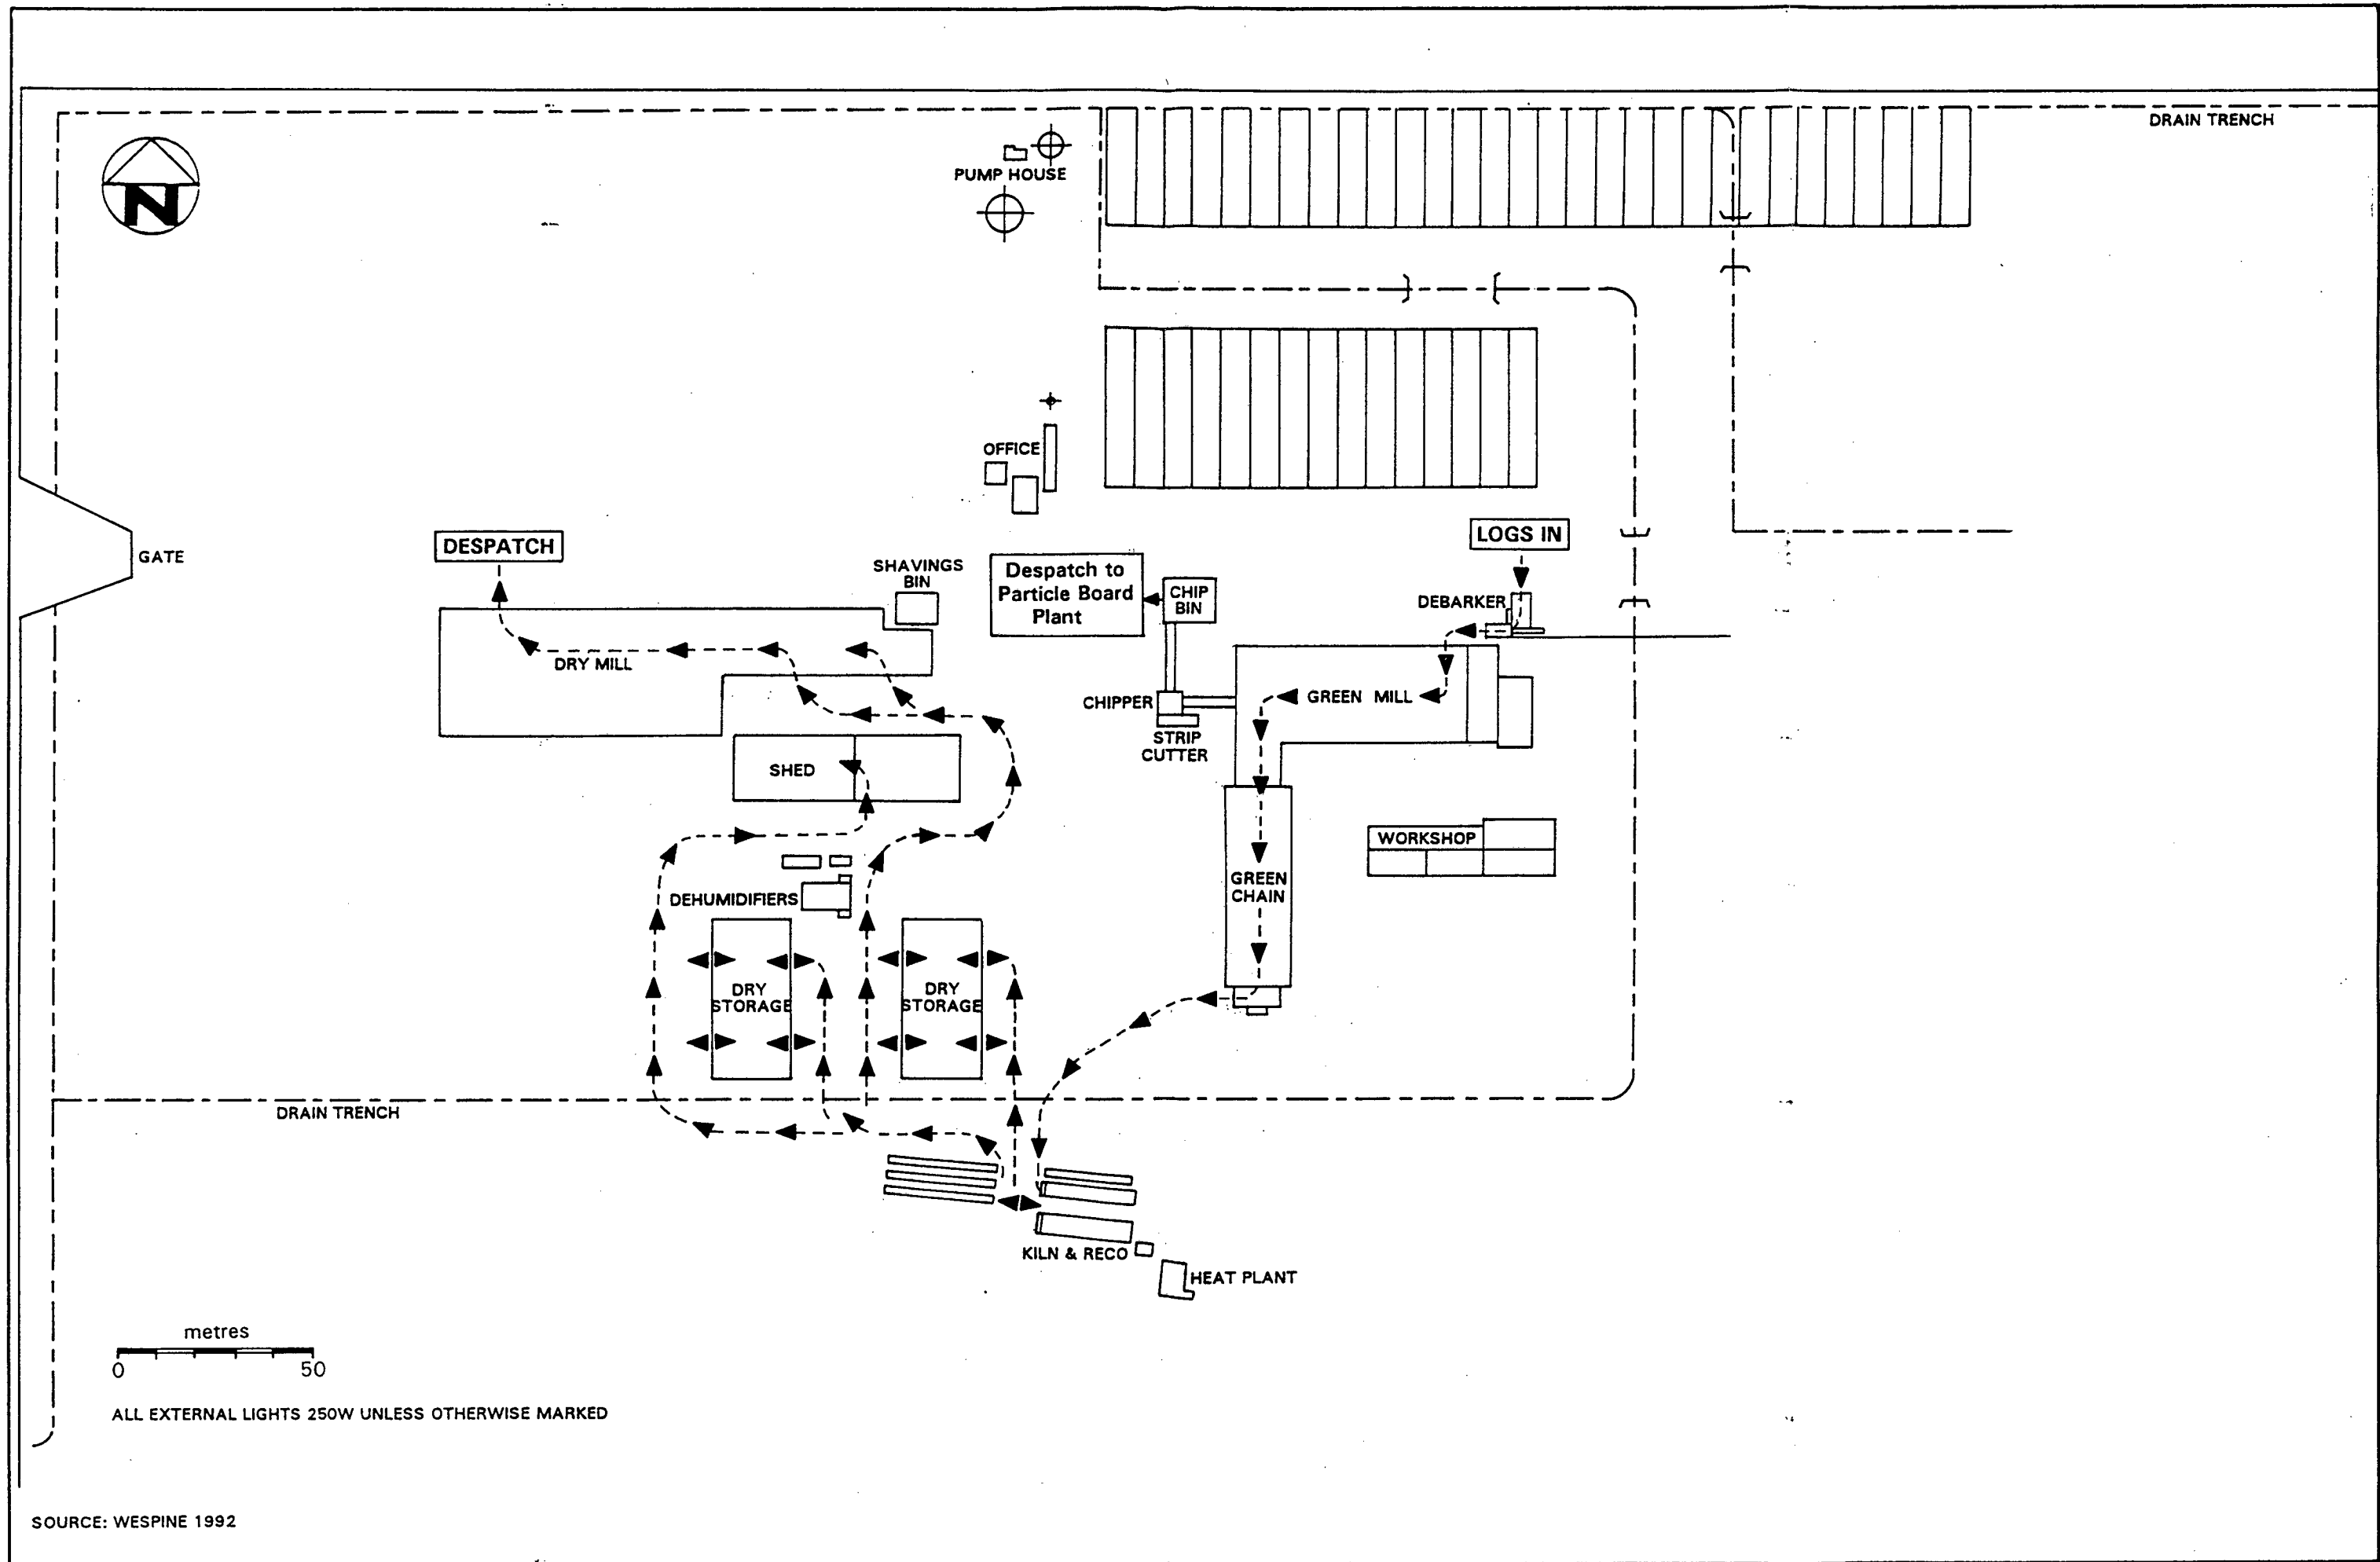 DRAIN TRENCH
N
PUMP HOUSE
OFFICE
GATE
DESPATCH
LOGS IN
SHAVINGS
BIN
Despatch to
Particle Board
Plant
CHIP
BIN
DEBARKER
DRY MILL
CHIPPER
GREEN MILL
STRIP
CUTTER
SHED
WORKSHOP
GREEN
CHAIN
DEHUMIDIFIERS
DRY
STORAGE
DRY
STORAGE
DRAIN TRENCH
KILN & RECO
HEAT PLANT
metres
0 50
ALL EXTERNAL LIGHTS 250W UNLESS OTHERWISE MARKED
SOURCE: WESPINE 1992